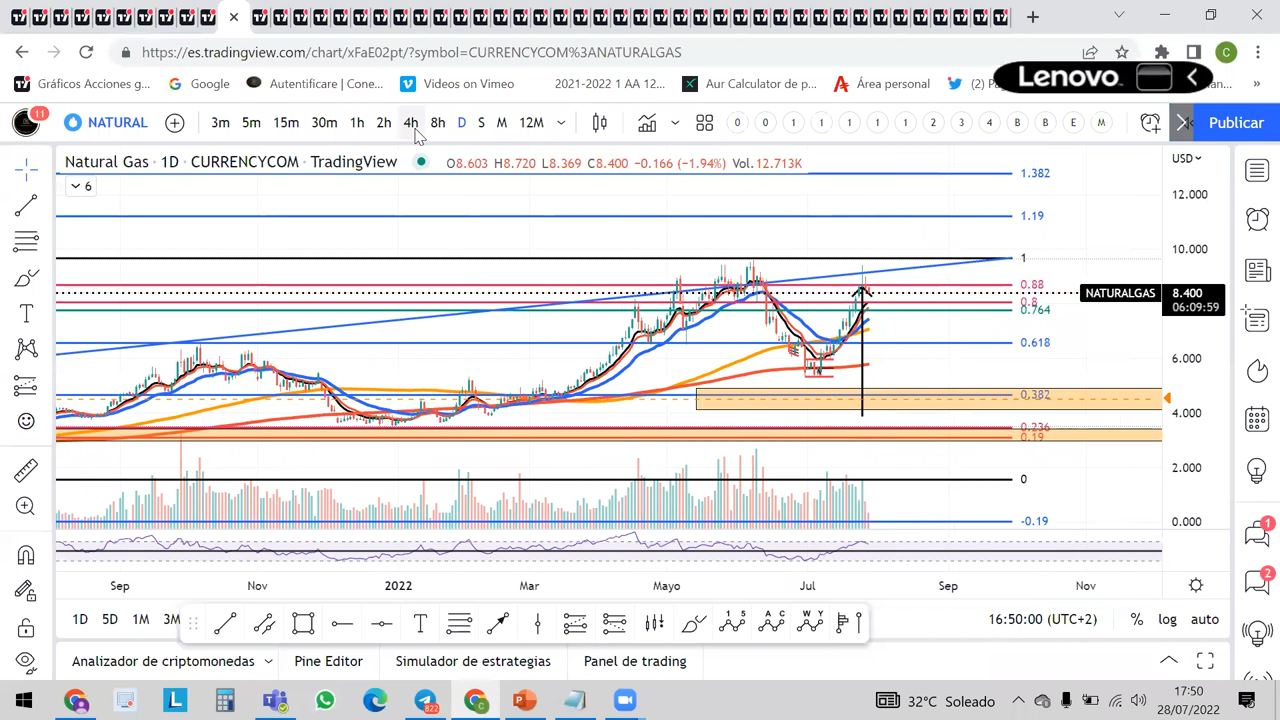 https://es.tradingview.com/chart/xFaE02pt/?symbol=CURRENCYCOM%3ANATURALGAS
C
Gráficos Acciones g...
Google
Autentificare | Cone...
Videos on Vimeo
2021-2022 1 AA 12...
Aur Calculator de p...
Área personal
Lenovo
»
11
NATURAL
3m 5m 15m 30m 1h 2h 4h 8h D S M 12M
0 0 1 1 1 1 1 2 3 4 B B E M
Publicar
Natural Gas · 1D · CURRENCYCOM · TradingView
O8.603 H8.720 L8.369 C8.400 -0.166 (−1.94%) Vol.12.713K
USD
6
1.382
12.000
1.19
10.000
1
0.88
NATURALGAS 8.400
06:09:59
0.8
0.764
0.618
6.000
0.382
4.000
0.236
0.19
2.000
0
-0.19
0.000
Sep Nov 2022 Mar Mayo Jul Sep Nov
1
2
1D 5D 1M 3M
1 5
A C
W Y
16:50:00 (UTC+2)
% log auto
Analizador de criptomonedas
Pine Editor
Simulador de estrategias
Panel de trading
822
32°C Soleado
17:50
28/07/2022